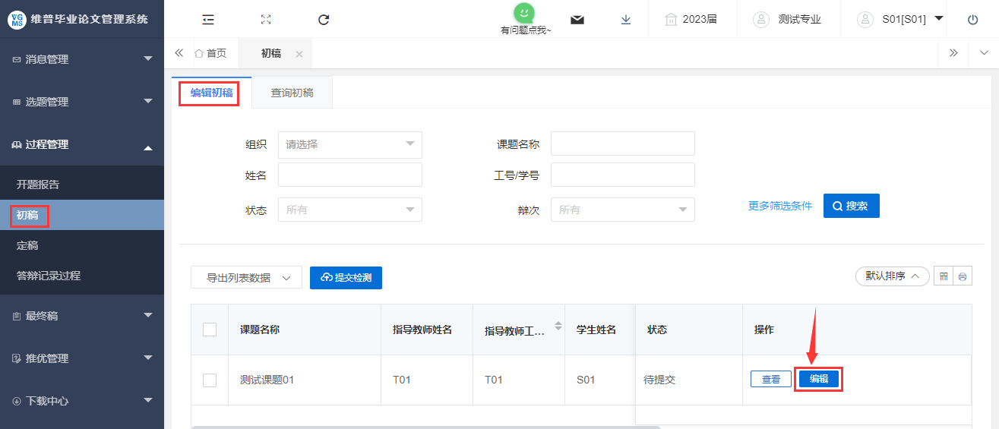 VG
MS
维普毕业论文管理系统
有问题点我~
2023届
测试专业
S01[S01]
消息管理
选题管理
过程管理
开题报告
初稿
定稿
答辩记录过程
最终稿
推优管理
下载中心
首页
初稿
编辑初稿
查询初稿
组织
请选择
课题名称
姓名
工号/学号
状态
所有
辩次
所有
更多筛选条件
搜索
导出列表数据
提交检测
默认排序
课题名称
指导教师姓名
指导教师工...
学生姓名
状态
操作
测试课题01
T01
T01
S01
待提交
查看
编辑